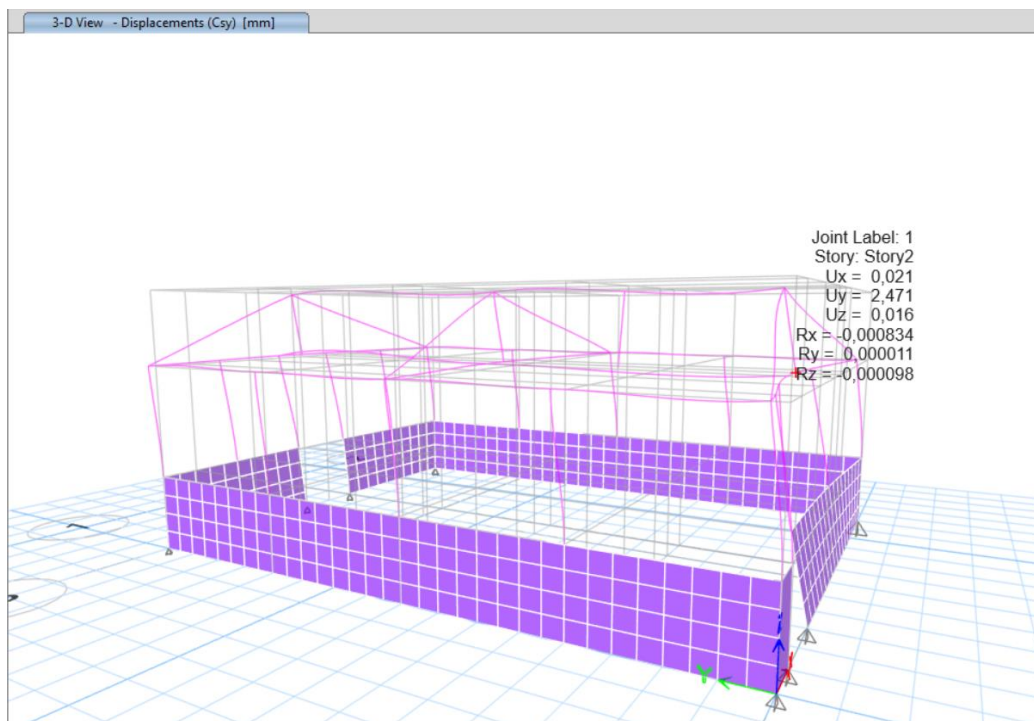 3-D View - Displacements (Csy) [mm]
Joint Label: 1
Story: Story2
Ux = 0,021
Uy = 2,471
Uz = 0,016
Rx = -0,000834
Ry = 0,000011
Rz = -0,000098
Y